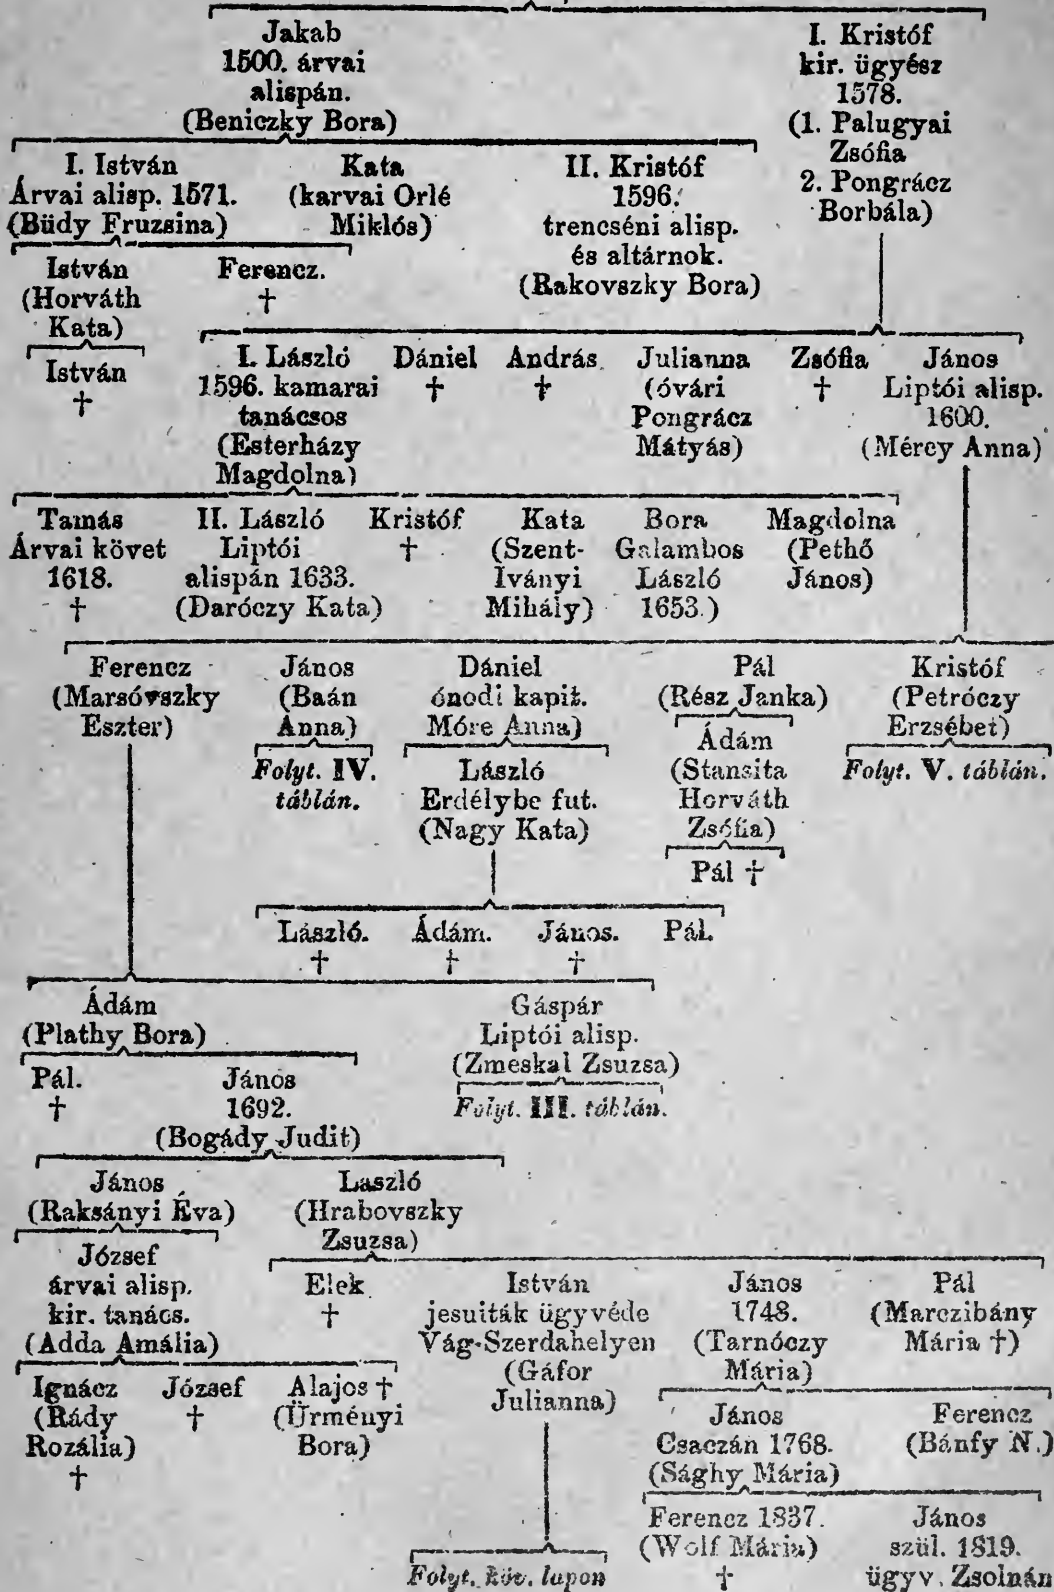 Jakab
1500. árvai
alispán.
(Beniczky Bora)
I. Kristóf
kir. ügyész
1578.
(1. Palugyai
Zsófia
2. Pongrácz
Borbála)
I. István
Árvai alisp. 1571.
(Büdy Fruzsina)
Kata
(karvai Orlé
Miklós)
II. Kristóf
1596.
trencséni alisp.
és altárnok.
(Rakovszky Bora)
István
(Horváth
Kata)
Ferencz.
†
István
†
I. László
1596. kamarai
tanácsos
(Esterházy
Magdolna)
Dániel
†
András
†
Julianna
(óvári
Pongrácz
Mátyás)
Zsófia
†
János
Liptói alisp.
1600.
(Mérey Anna)
Tamás
Árvai követ
1618.
†
II. László
Liptói
alispán 1633.
(Daróczy Kata)
Kristóf
†
Kata
(Szent-
Iványi
Mihály)
Bora
Galambos
László
1653.)
Magdolna
(Pethő
János)
Ferencz
(Marsóvszky
Eszter)
János
(Baán
Anna)
Folyt. IV.
táblán.
Dániel
ónodi kapit.
Móre Anna)
László
Erdélybe fut.
(Nagy Kata)
Pál
(Rész Janka)
Ádám
(Stansita
Horváth
Zsófia)
Pál †
Kristóf
(Petróczy
Erzsébet)
Folyt. V. táblán.
László.
†
Ádám.
†
János.
†
Pál.
Ádám
(Plathy Bora)
Gáspár
Liptói alisp.
(Zmeskal Zsuzsa)
Folyt. III. táblán.
Pál.
†
János
1692.
(Bogády Judit)
János
(Raksányi Éva)
László
(Hrabovszky
Zsuzsa)
József
árvai alisp.
kir. tanács.
(Adda Amália)
Elek
†
István
jesuiták ügyvéde
Vág-Szerdahelyen
(Gáfor
Julianna)
János
1748.
(Tarnóczy
Mária)
Pál
(Marczibány
Mária †)
Ignácz
(Rády
Rozália)
†
József
†
Alajos †
(Ürményi
Bora)
János
Csaczán 1768.
(Sághy Mária)
Ferencz
(Bánfy N.)
Ferencz 1837.
(Wolf Mária)
†
János
szül. 1819.
ügyv. Zsolnán
Folyt. köv. lapon